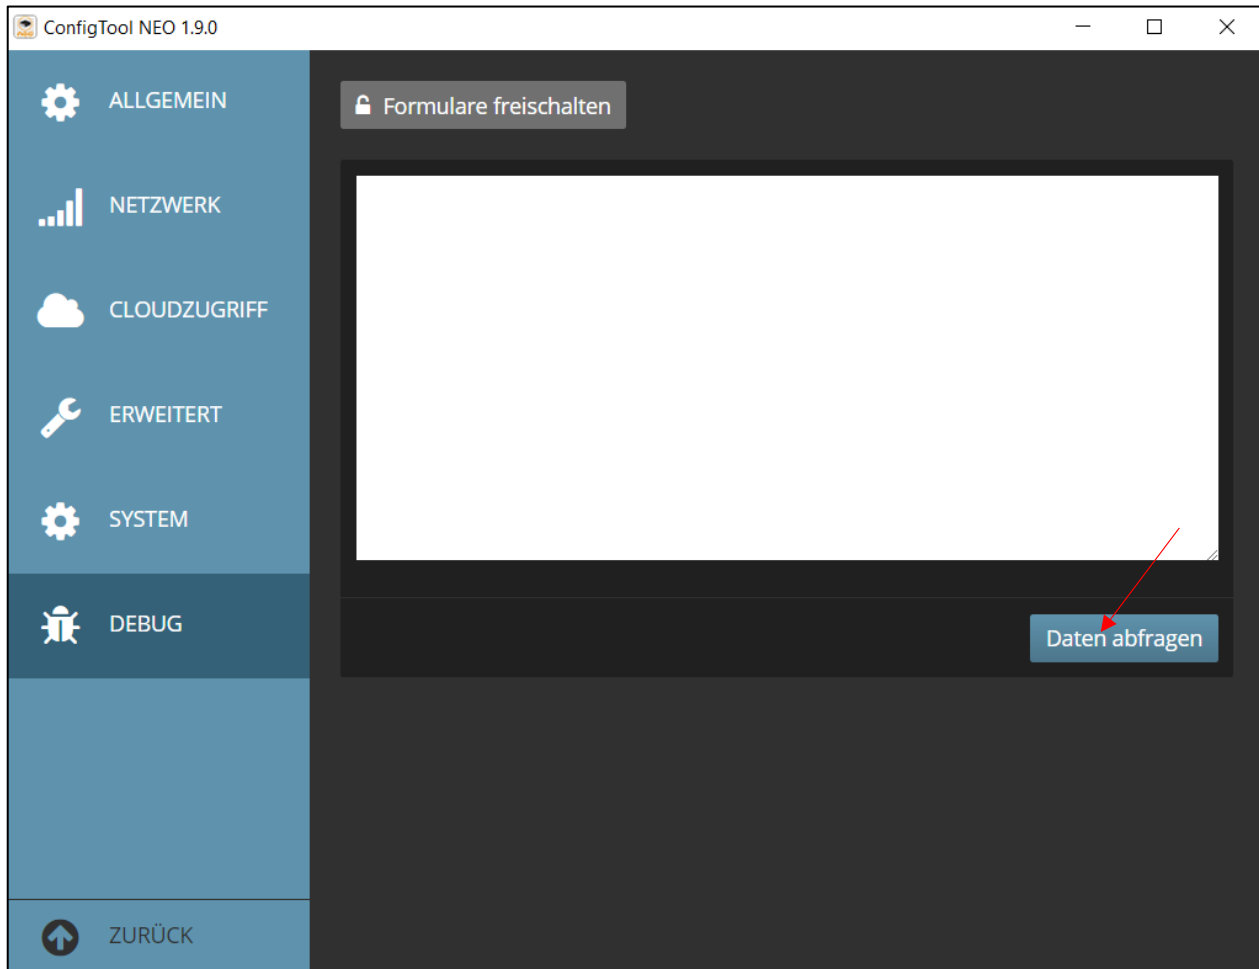 ConfigTool NEO 1.9.0
ALLGEMEIN
NETZWERK
CLOUDZUGRIFF
ERWEITERT
SYSTEM
DEBUG
ZURÜCK
Formulare freischalten
Daten abfragen